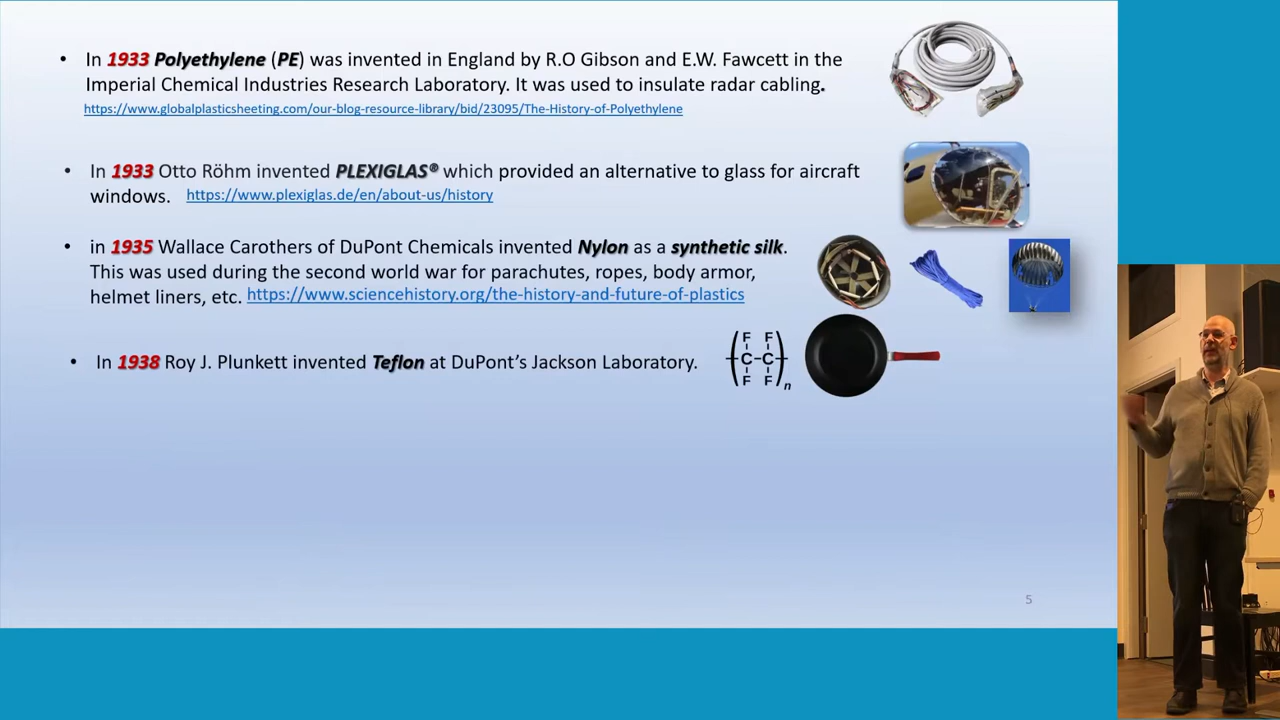 • In 1933 Polyethylene (PE) was invented in England by R.O Gibson and E.W. Fawcett in the
Imperial Chemical Industries Research Laboratory. It was used to insulate radar cabling.
https://www.globalplasticsheeting.com/our-blog-resource-library/bid/23095/The-History-of-Polyethylene
• In 1933 Otto Röhm invented PLEXIGLAS® which provided an alternative to glass for aircraft
windows. https://www.plexiglas.de/en/about-us/history
• in 1935 Wallace Carothers of DuPont Chemicals invented Nylon as a synthetic silk.
This was used during the second world war for parachutes, ropes, body armor,
helmet liners, etc. https://www.sciencehistory.org/the-history-and-future-of-plastics
• In 1938 Roy J. Plunkett invented Teflon at DuPont's Jackson Laboratory.
F F
C-C
F F
n
5